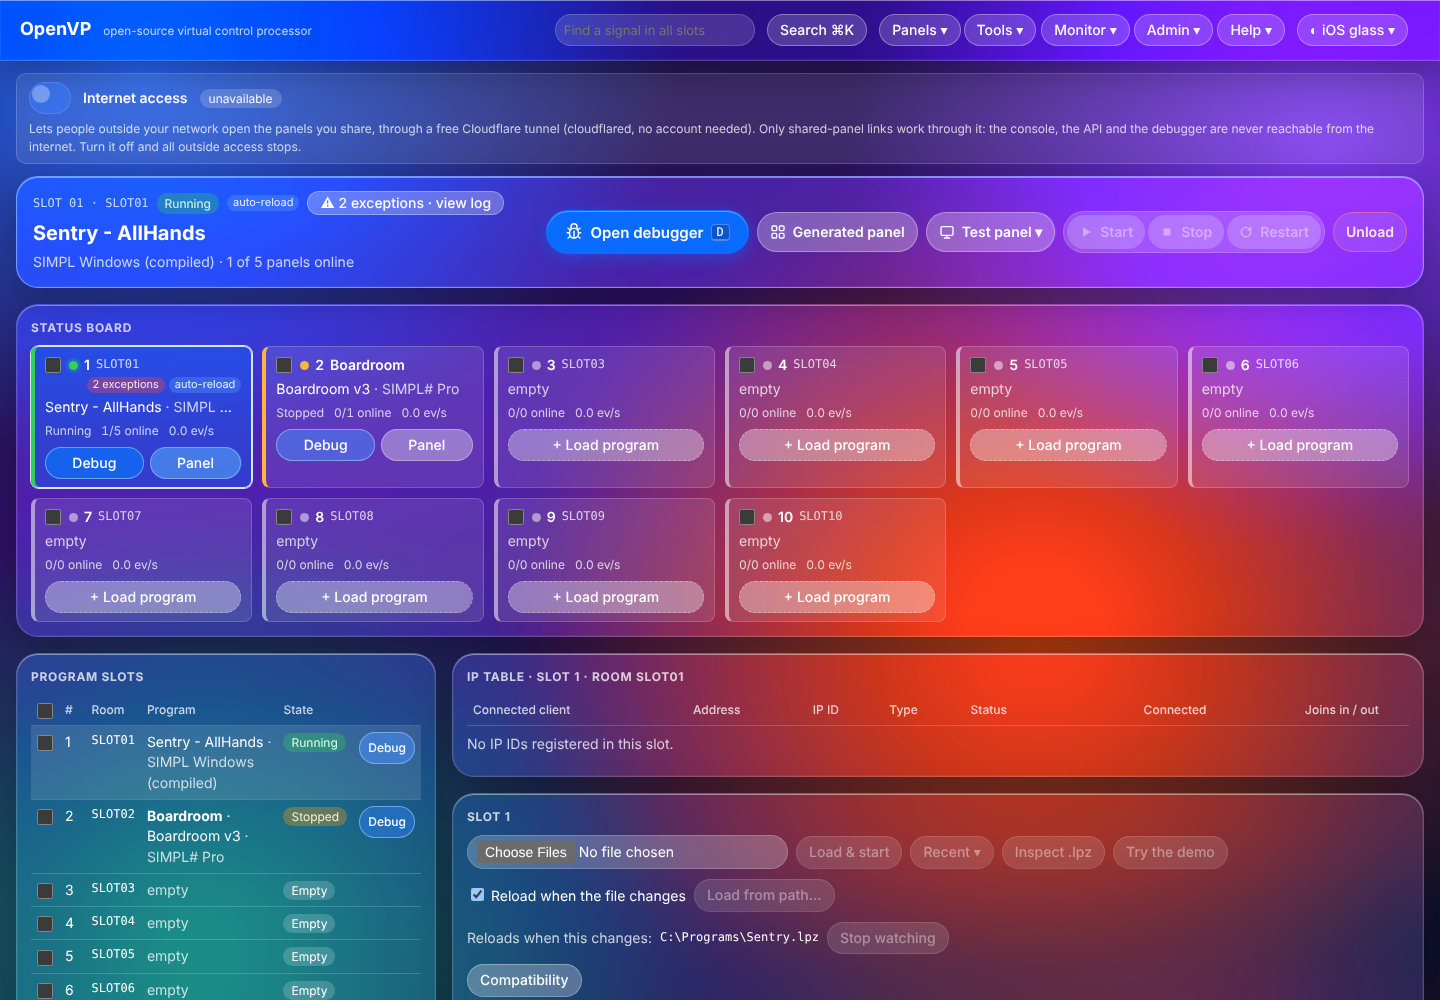 OpenVP open-source virtual control processor Find a signal in all slots Search ⌘K Panels ▾ Tools ▾ Monitor ▾ Admin ▾ Help ▾ iOS glass ▾
Internet access unavailable
Lets people outside your network open the panels you share, through a free Cloudflare tunnel (cloudflared, no account needed). Only shared-panel links work through it: the console, the API and the debugger are never reachable from the
internet. Turn it off and all outside access stops.
SLOT 01 · SLOT01 Running auto-reload ⚠ 2 exceptions · view log
Sentry - AllHands
SIMPL Windows (compiled) · 1 of 5 panels online
Open debugger D Generated panel Test panel ▾ Start Stop Restart Unload
STATUS BOARD
1 SLOT01
2 exceptions auto-reload
Sentry - AllHands · SIMPL ...
Running 1/5 online 0.0 ev/s
Debug Panel
2 Boardroom
Boardroom v3 · SIMPL# Pro
Stopped 0/1 online 0.0 ev/s
Debug Panel
3 SLOT03
empty
0/0 online 0.0 ev/s
+ Load program
4 SLOT04
empty
0/0 online 0.0 ev/s
+ Load program
5 SLOT05
empty
0/0 online 0.0 ev/s
+ Load program
6 SLOT06
empty
0/0 online 0.0 ev/s
+ Load program
7 SLOT07
empty
0/0 online 0.0 ev/s
+ Load program
8 SLOT08
empty
0/0 online 0.0 ev/s
+ Load program
9 SLOT09
empty
0/0 online 0.0 ev/s
+ Load program
10 SLOT10
empty
0/0 online 0.0 ev/s
+ Load program
PROGRAM SLOTS
# Room Program State
1 SLOT01 Sentry - AllHands · Running Debug
SIMPL Windows
(compiled)
2 SLOT02 Boardroom · Stopped Debug
Boardroom v3 ·
SIMPL# Pro
3 SLOT03 empty Empty
4 SLOT04 empty Empty
5 SLOT05 empty Empty
6 SLOT06 empty Empty
IP TABLE · SLOT 1 · ROOM SLOT01
Connected client Address IP ID Type Status Connected Joins in / out
No IP IDs registered in this slot.
SLOT 1
Choose Files No file chosen Load & start Recent ▾ Inspect .lpz Try the demo
Reload when the file changes Load from path...
Reloads when this changes: C:\Programs\Sentry.lpz Stop watching
Compatibility